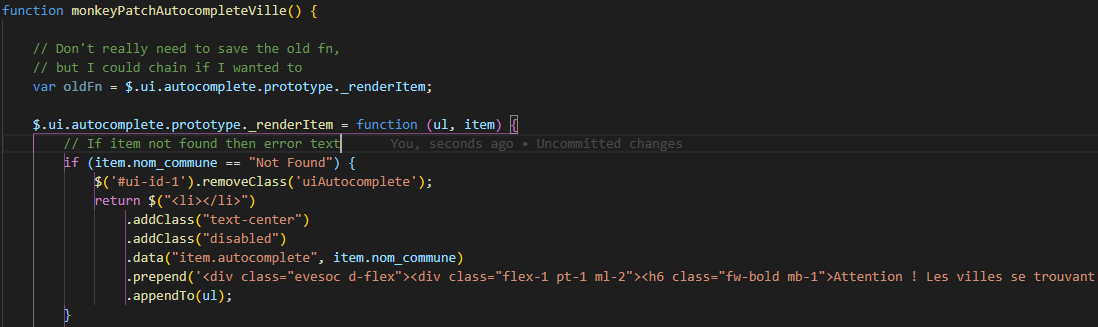 function monkeyPatchAutocompleteVille() {
// Don't really need to save the old fn,
// but I could chain if I wanted to
var oldFn = $.ui.autocomplete.prototype._renderItem;
$.ui.autocomplete.prototype._renderItem = function (ul, item) {
// If item not found then error text You, seconds ago • Uncommitted changes
if (item.nom_commune == "Not Found") {
$('#ui-id-1').removeClass('uiAutocomplete');
return $("<li></li>")
.addClass("text-center")
.addClass("disabled")
.data("item.autocomplete", item.nom_commune)
.prepend('<div class="evesoc d-flex"><div class="flex-1 pt-1 ml-2"><h6 class="fw-bold mb-1">Attention ! Les villes se trouvant
.appendTo(ul);
}